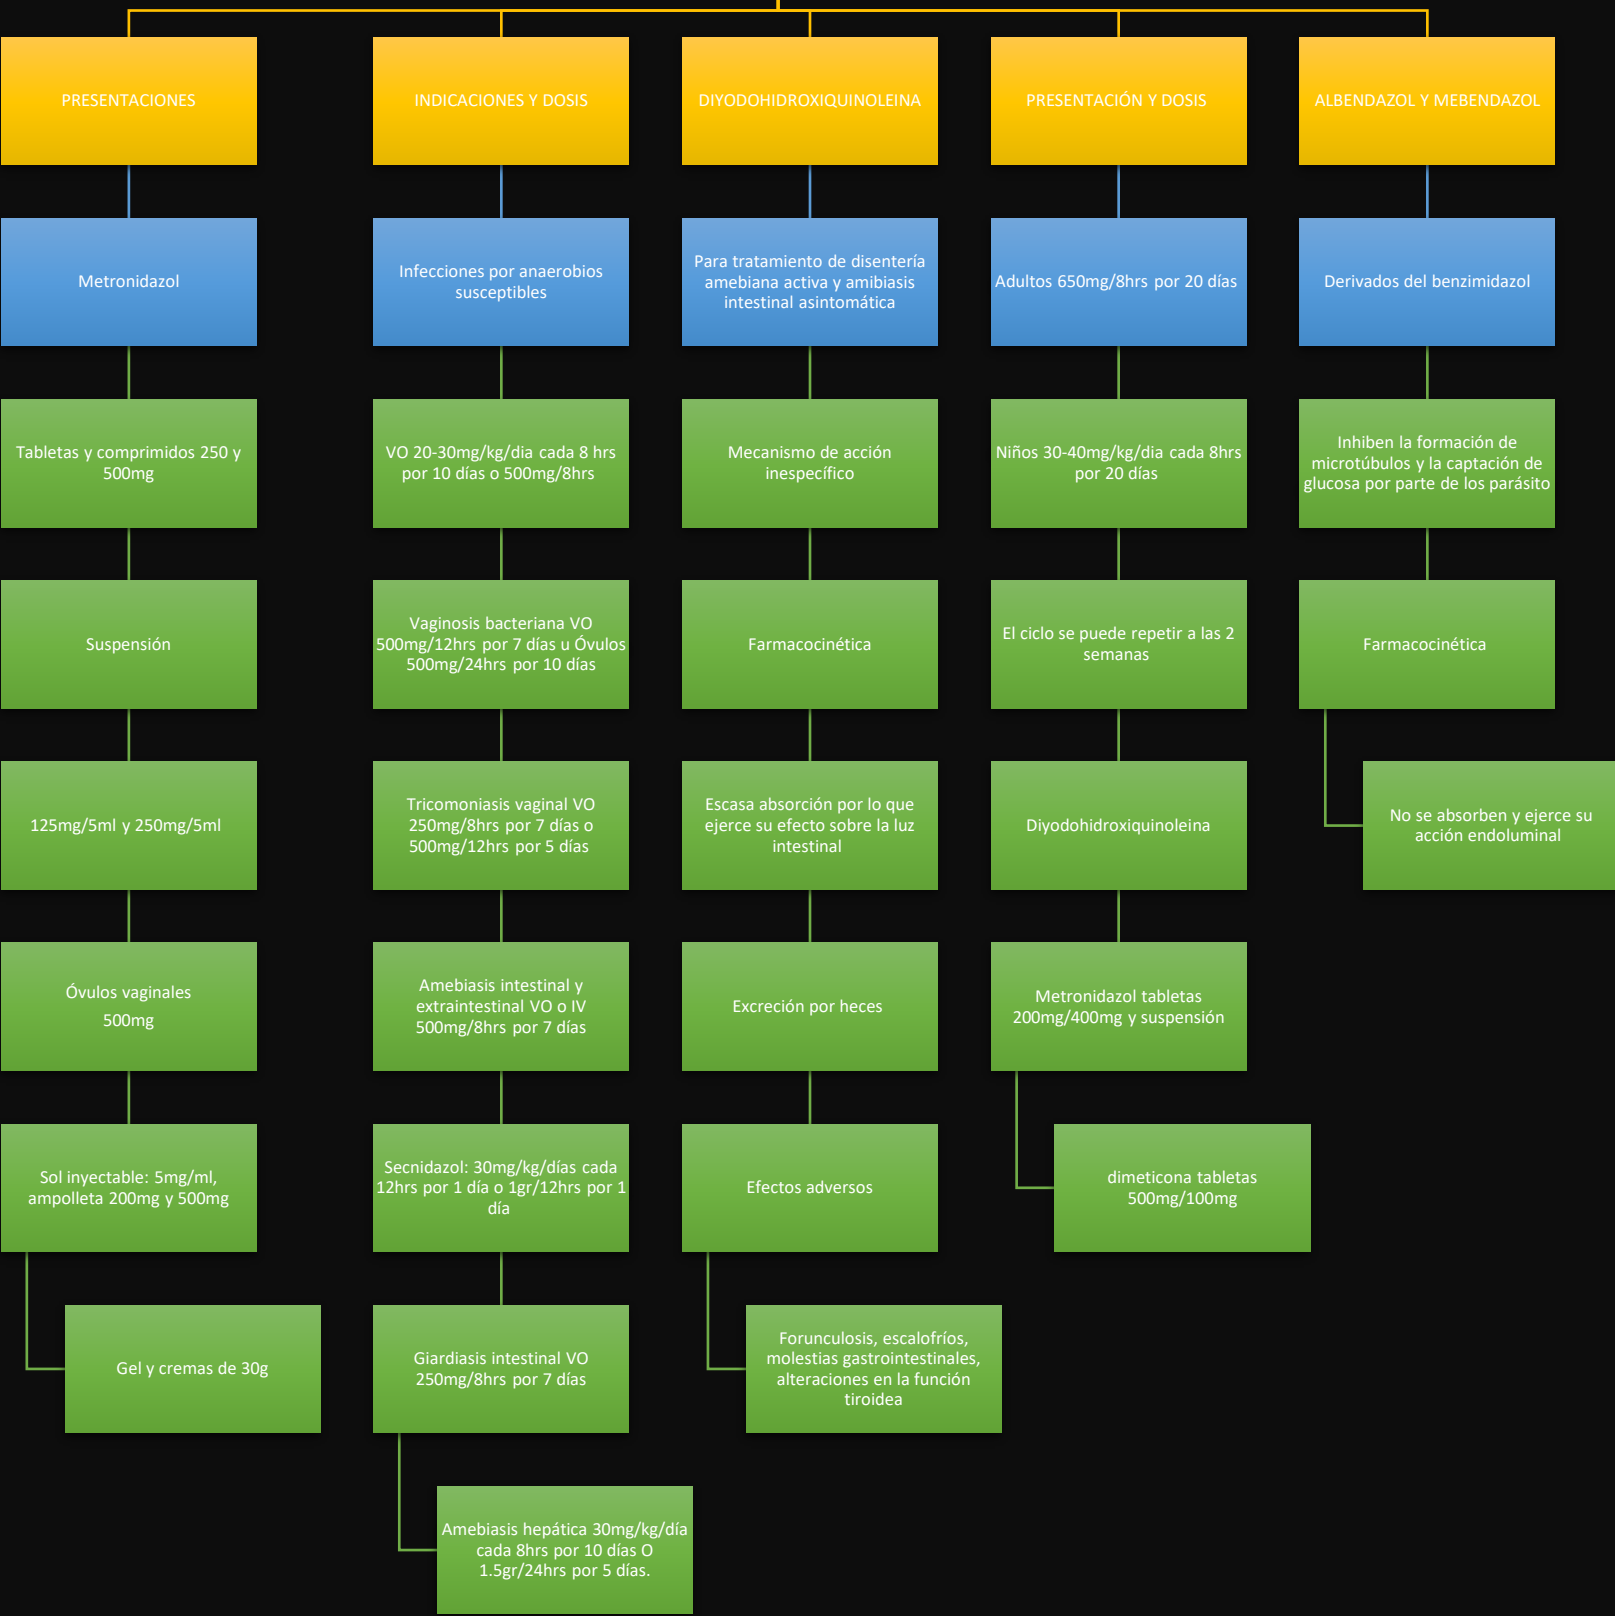 PRESENTACIONES
Metronidazol
Tabletas y comprimidos 250 y
500mg
Suspensión
125mg/5ml y 250mg/5ml
Óvulos vaginales
500mg
Sol inyectable: 5mg/ml,
ampolleta 200mg y 500mg
Gel y cremas de 30g
INDICACIONES Y DOSIS
Infecciones por anaerobios
susceptibles
VO 20-30mg/kg/dia cada 8 hrs
por 10 días o 500mg/8hrs
Vaginosis bacteriana VO
500mg/12hrs por 7 días u Óvulos
500mg/24hrs por 10 días
Tricomoniasis vaginal VO
250mg/8hrs por 7 días o
500mg/12hrs por 5 días
Amebiasis intestinal y
extraintestinal VO o IV
500mg/8hrs por 7 días
Secnidazol: 30mg/kg/días cada
12hrs por 1 día o 1gr/12hrs por 1
día
Giardiasis intestinal VO
250mg/8hrs por 7 días
Amebiasis hepática 30mg/kg/día
cada 8hrs por 10 días O
1.5gr/24hrs por 5 días.
DIYODOHIDROXIQUINOLEINA
Para tratamiento de disentería
amebiana activa y amibiasis
intestinal asintomática
Mecanismo de acción
inespecífico
Farmacocinética
Escasa absorción por lo que
ejerce su efecto sobre la luz
intestinal
Excreción por heces
Efectos adversos
Forunculosis, escalofríos,
molestias gastrointestinales,
alteraciones en la función
tiroidea
PRESENTACIÓN Y DOSIS
Adultos 650mg/8hrs por 20 días
Niños 30-40mg/kg/dia cada 8hrs
por 20 días
El ciclo se puede repetir a las 2
semanas
Diyodohidroxiquinoleina
Metronidazol tabletas
200mg/400mg y suspensión
dimeticona tabletas
500mg/100mg
ALBENDAZOL Y MEBENDAZOL
Derivados del benzimidazol
Inhiben la formación de
microtúbulos y la captación de
glucosa por parte de los parásito
Farmacocinética
No se absorben y ejerce su
acción endoluminal